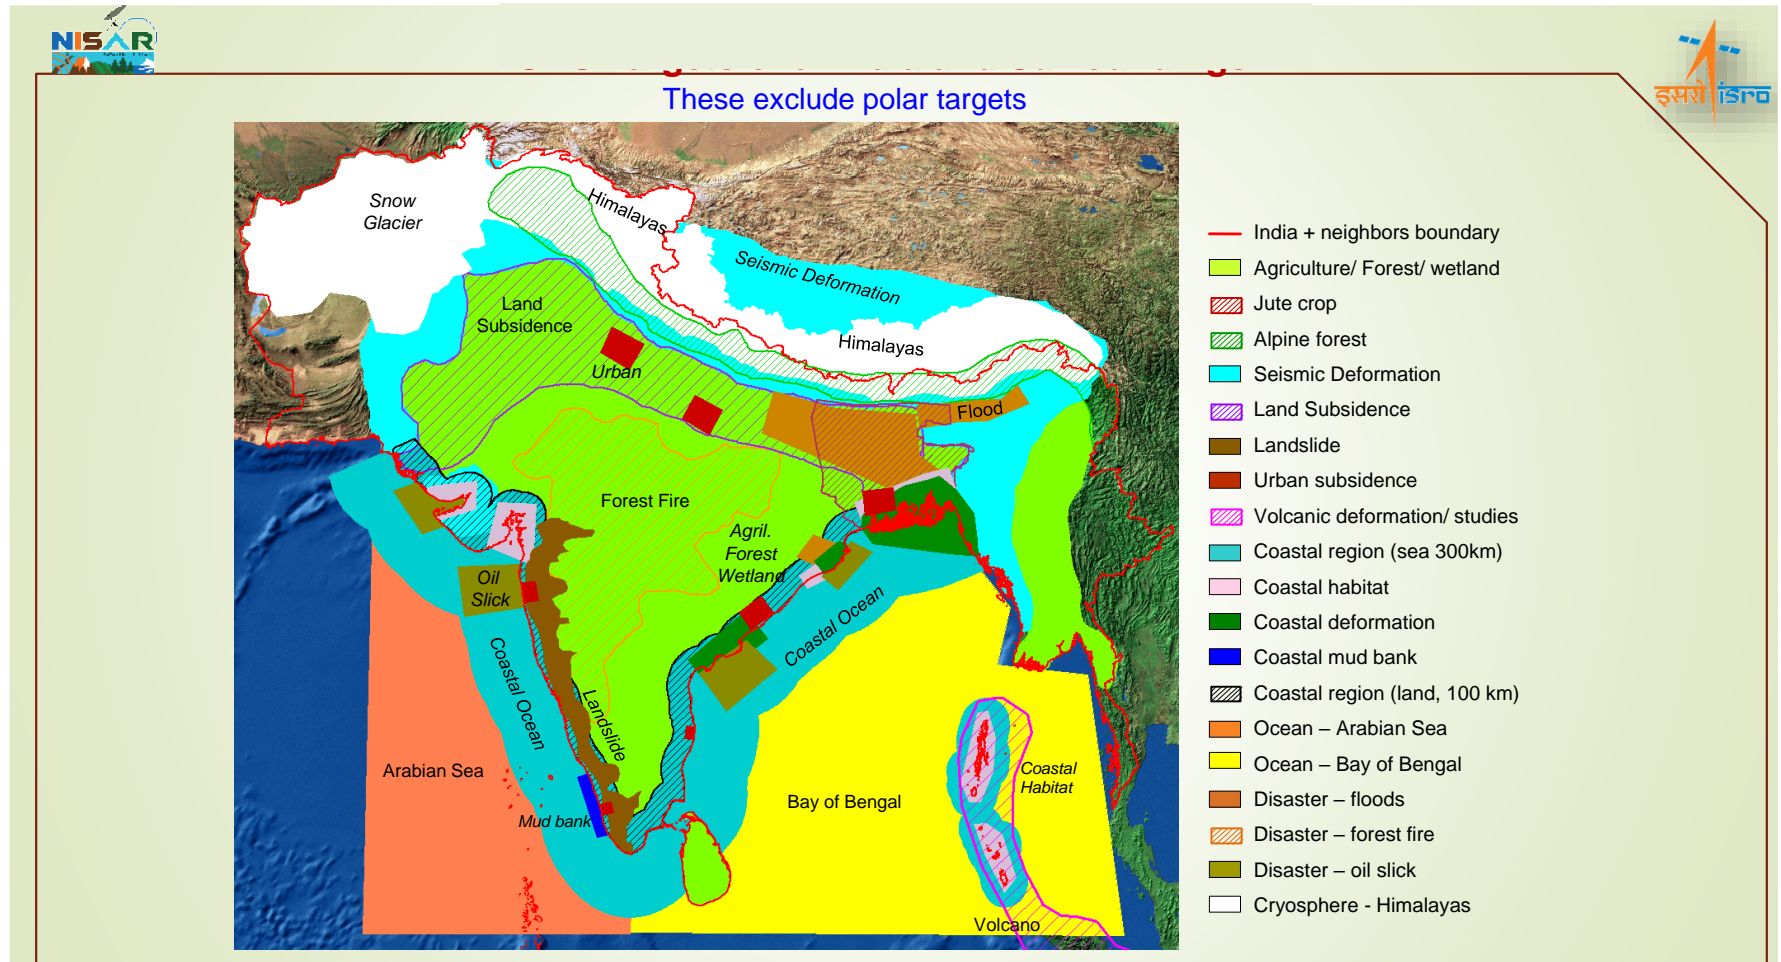 NISAR
इसरो isro
These exclude polar targets
Snow
Glacier
Himalayas
Seismic Deformation
Land
Subsidence
Himalayas
Urban
Flood
Forest Fire
Agril.
Forest
Wetland
Oil
Slick
Coastal Ocean
Coastal Ocean
Landslide
Arabian Sea
Bay of Bengal
Coastal
Habitat
Mud bank
Volcano
India + neighbors boundary
Agriculture/ Forest/ wetland
Jute crop
Alpine forest
Seismic Deformation
Land Subsidence
Landslide
Urban subsidence
Volcanic deformation/ studies
Coastal region (sea 300km)
Coastal habitat
Coastal deformation
Coastal mud bank
Coastal region (land, 100 km)
Ocean – Arabian Sea
Ocean – Bay of Bengal
Disaster – floods
Disaster – forest fire
Disaster – oil slick
Cryosphere - Himalayas